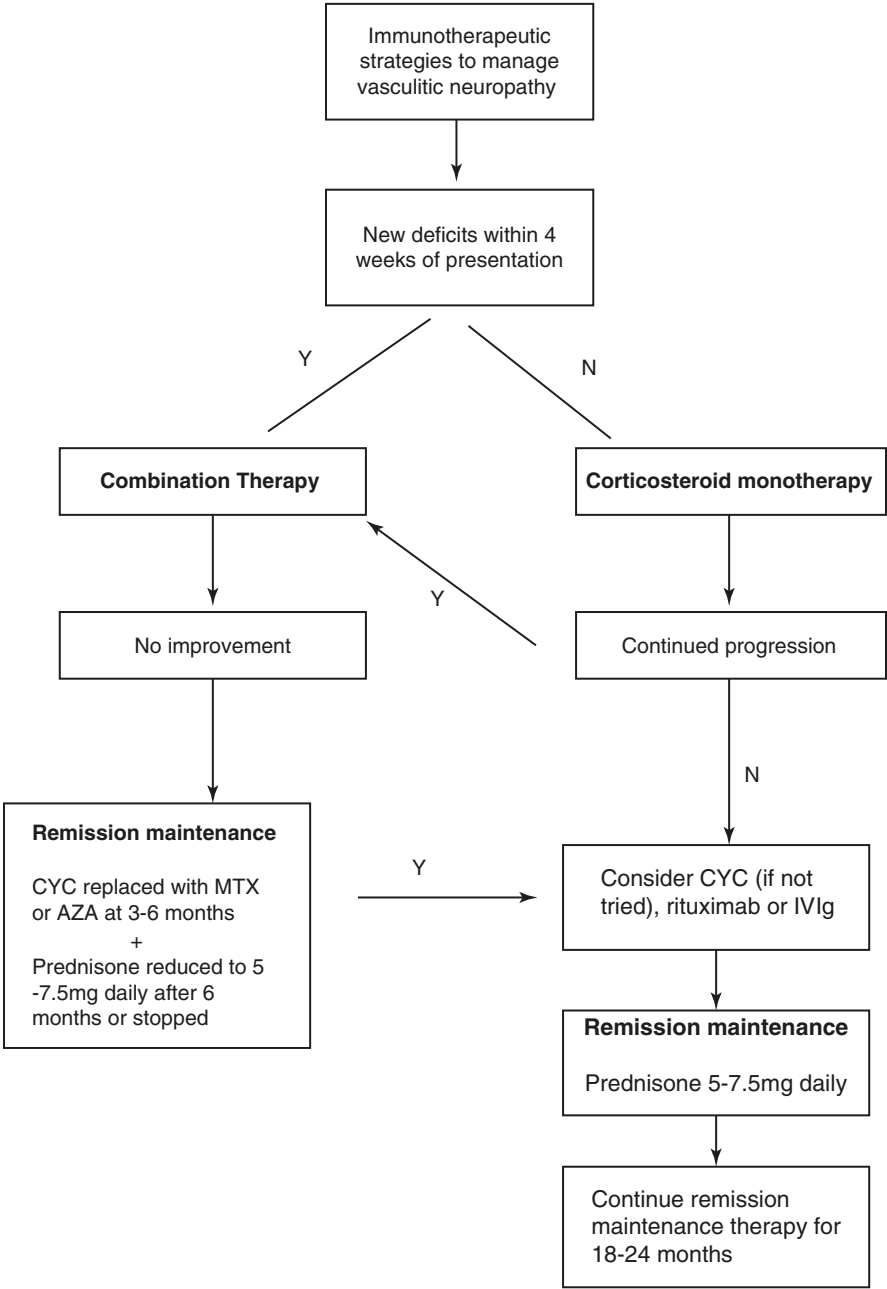 Immunotherapeutic
strategies to manage
vasculitic neuropathy
New deficits within 4
weeks of presentation
Y
N
Combination Therapy
Corticosteroid monotherapy
Y
No improvement
Continued progression
N
Remission maintenance
CYC replaced with MTX
or AZA at 3-6 months
+
Prednisone reduced to 5
-7.5mg daily after 6
months or stopped
Y
Consider CYC (if not
tried), rituximab or IVIg
Remission maintenance
Prednisone 5-7.5mg daily
Continue remission
maintenance therapy for
18-24 months